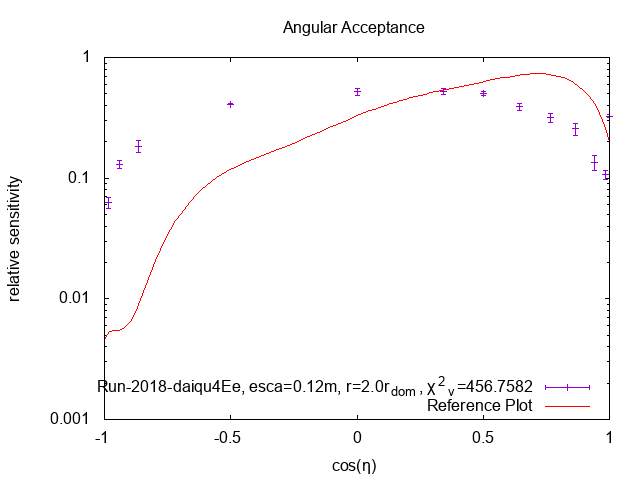 Angular Acceptance
1
0.1
0.01
0.001
relative sensitivity
Run-2018-daiqu4Ee, esca=0.12m, r=2.0r_dom, χ²_v=456.7582
Reference Plot
-1 -0.5 0 0.5 1
cos(η)